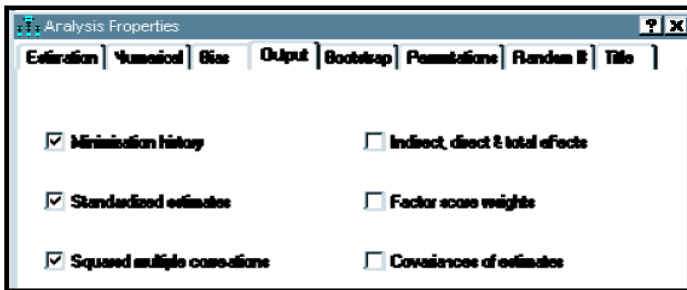 Analysis Properties
Estimation Numerical Bias Output Bootstrap Permutations Random # Title
Minimization history Indirect, direct & total effects
Standardized estimates Factor score weights
Squared multiple correlations Covariances of estimates